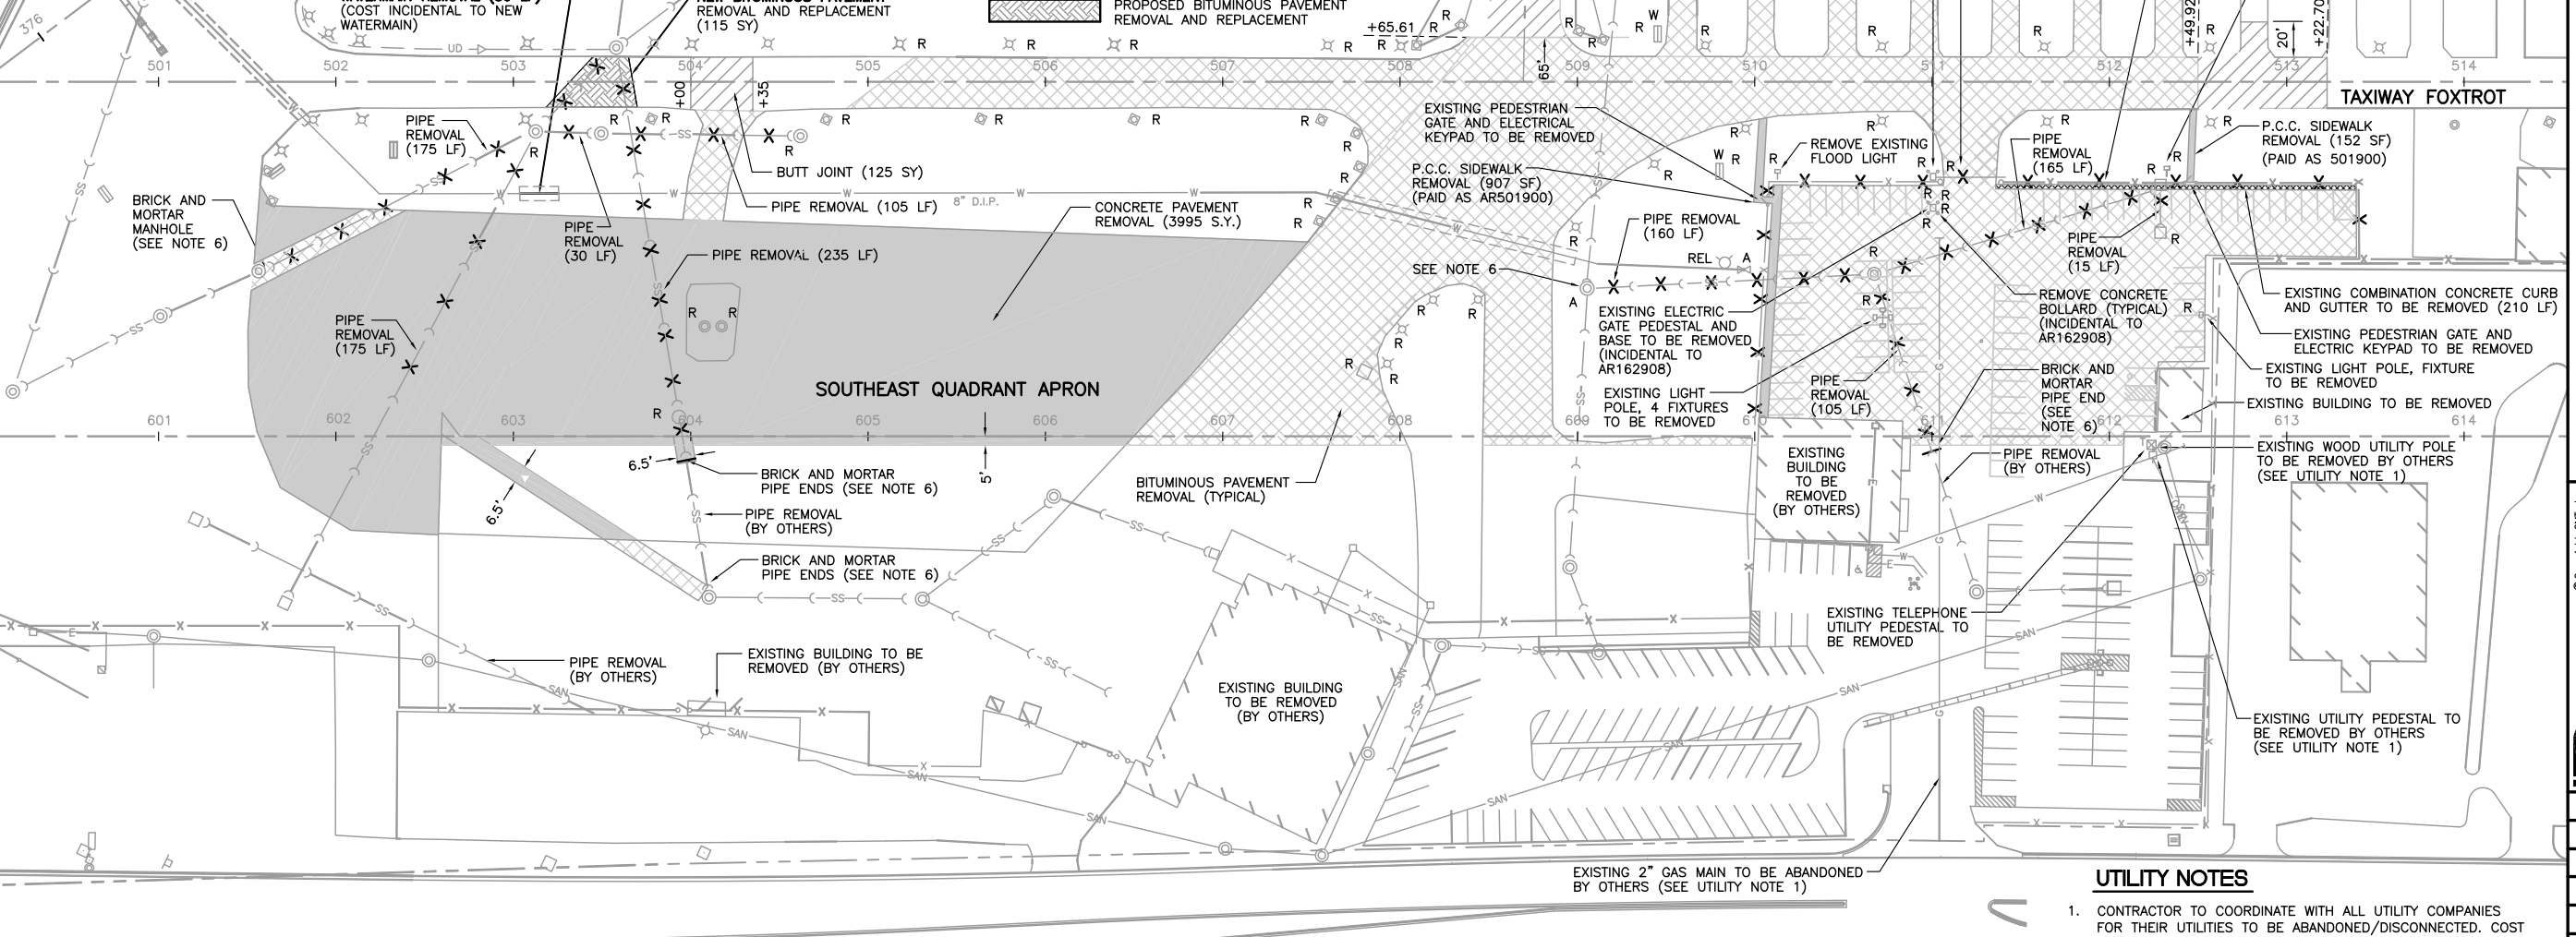 (COST INCIDENTAL TO NEW
WATERMAIN)
REMOVAL AND REPLACEMENT
(115 SY)
PROPOSED BITUMINOUS PAVEMENT
REMOVAL AND REPLACEMENT
376
UD
+65.61
65'
+49.92
20'
+22.70
501
502
503
504
505
506
507
508
509
510
511
512
513
514
TAXIWAY FOXTROT
+00
+35
PIPE
REMOVAL
(175 LF)
BRICK AND
MORTAR
MANHOLE
(SEE NOTE 6)
BUTT JOINT (125 SY)
PIPE REMOVAL (105 LF)
8" D.I.P.
PIPE
REMOVAL
(30 LF)
PIPE REMOVAL (235 LF)
CONCRETE PAVEMENT
REMOVAL (3995 S.Y.)
PIPE
REMOVAL
(175 LF)
EXISTING PEDESTRIAN
GATE AND ELECTRICAL
KEYPAD TO BE REMOVED
P.C.C. SIDEWALK
REMOVAL (907 SF)
(PAID AS AR501900)
REMOVE EXISTING
FLOOD LIGHT
PIPE
REMOVAL
(165 LF)
P.C.C. SIDEWALK
REMOVAL (152 SF)
(PAID AS 501900)
PIPE REMOVAL
(160 LF)
REL
A
SEE NOTE 6
A
PIPE
REMOVAL
(15 LF)
EXISTING ELECTRIC
GATE PEDESTAL AND
BASE TO BE REMOVED
(INCIDENTAL TO
AR162908)
REMOVE CONCRETE
BOLLARD (TYPICAL)
(INCIDENTAL TO
AR162908)
EXISTING COMBINATION CONCRETE CURB
AND GUTTER TO BE REMOVED (210 LF)
EXISTING PEDESTRIAN GATE AND
ELECTRIC KEYPAD TO BE REMOVED
EXISTING LIGHT POLE, FIXTURE
TO BE REMOVED
EXISTING BUILDING TO BE REMOVED
EXISTING LIGHT
POLE, 4 FIXTURES
TO BE REMOVED
PIPE
REMOVAL
(105 LF)
BRICK AND
MORTAR
PIPE END
(SEE
NOTE 6)
SOUTHEAST QUADRANT APRON
601
602
603
604
605
606
607
608
609
610
611
612
613
614
6.5'
5'
6.5'
BRICK AND MORTAR
PIPE ENDS (SEE NOTE 6)
PIPE REMOVAL
(BY OTHERS)
BRICK AND MORTAR
PIPE ENDS (SEE NOTE 6)
BITUMINOUS PAVEMENT
REMOVAL (TYPICAL)
EXISTING
BUILDING
TO BE
REMOVED
(BY OTHERS)
PIPE REMOVAL
(BY OTHERS)
EXISTING WOOD UTILITY POLE
TO BE REMOVED BY OTHERS
(SEE UTILITY NOTE 1)
EXISTING TELEPHONE
UTILITY PEDESTAL TO
BE REMOVED
PIPE REMOVAL
(BY OTHERS)
EXISTING BUILDING TO BE
REMOVED (BY OTHERS)
EXISTING BUILDING
TO BE REMOVED
(BY OTHERS)
EXISTING UTILITY PEDESTAL TO
BE REMOVED BY OTHERS
(SEE UTILITY NOTE 1)
EXISTING 2" GAS MAIN TO BE ABANDONED
BY OTHERS (SEE UTILITY NOTE 1)
UTILITY NOTES
1. CONTRACTOR TO COORDINATE WITH ALL UTILITY COMPANIES
FOR THEIR UTILITIES TO BE ABANDONED/DISCONNECTED. COST